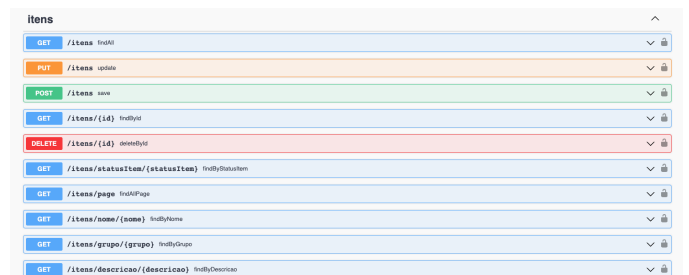 itens
GET /itens findAll
PUT /itens update
POST /itens save
GET /itens/{id} findById
DELETE /itens/{id} deleteById
GET /itens/statusItem/{statusItem} findByStatusItem
GET /itens/page findAllPage
GET /itens/nome/{nome} findByNome
GET /itens/grupo/{grupo} findByGrupo
GET /itens/descricao/{descricao} findByDescricao